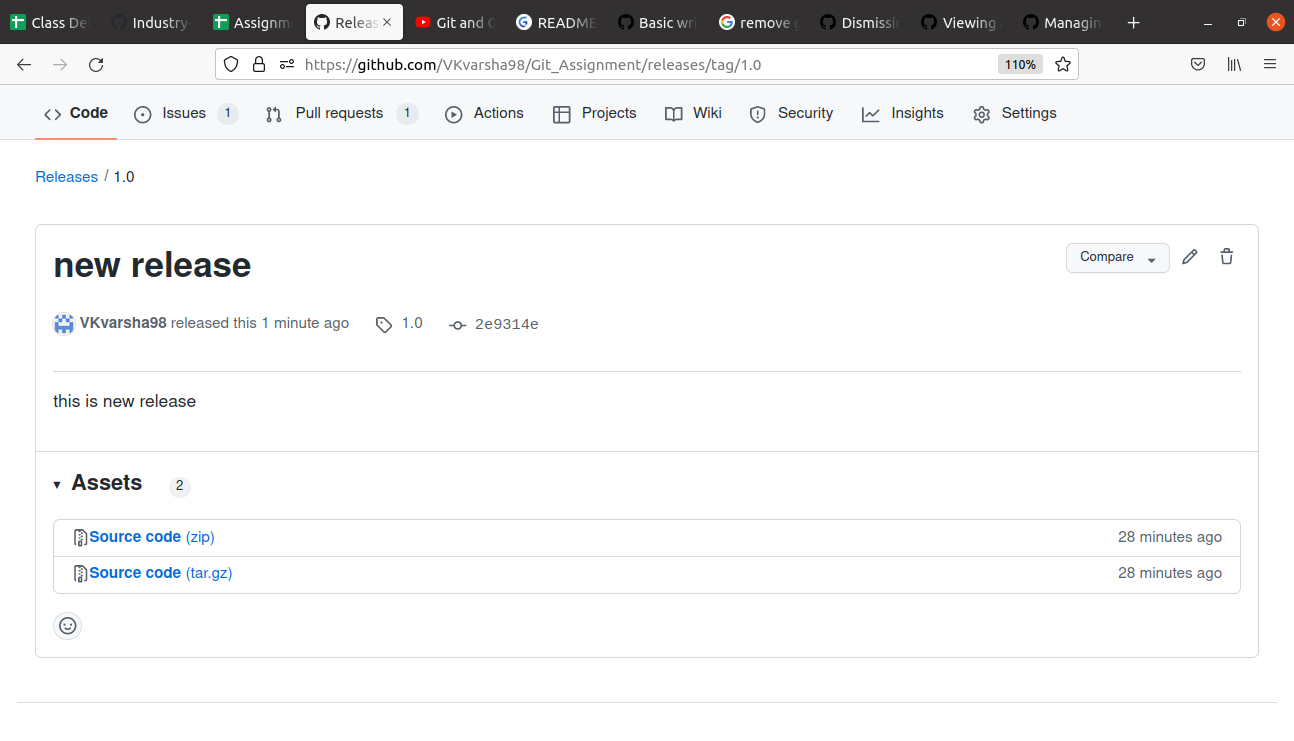 Class De Industry- Assignm Releas Git and README Basic wri remove g Dismissi Viewing Managin
https://github.com/VKvarsha98/Git_Assignment/releases/tag/1.0 110%
Code Issues 1 Pull requests 1 Actions Projects Wiki Security Insights Settings
Releases / 1.0
new release Compare
VKvarsha98 released this 1 minute ago 1.0 2e9314e
this is new release
Assets 2
Source code (zip) 28 minutes ago
Source code (tar.gz) 28 minutes ago